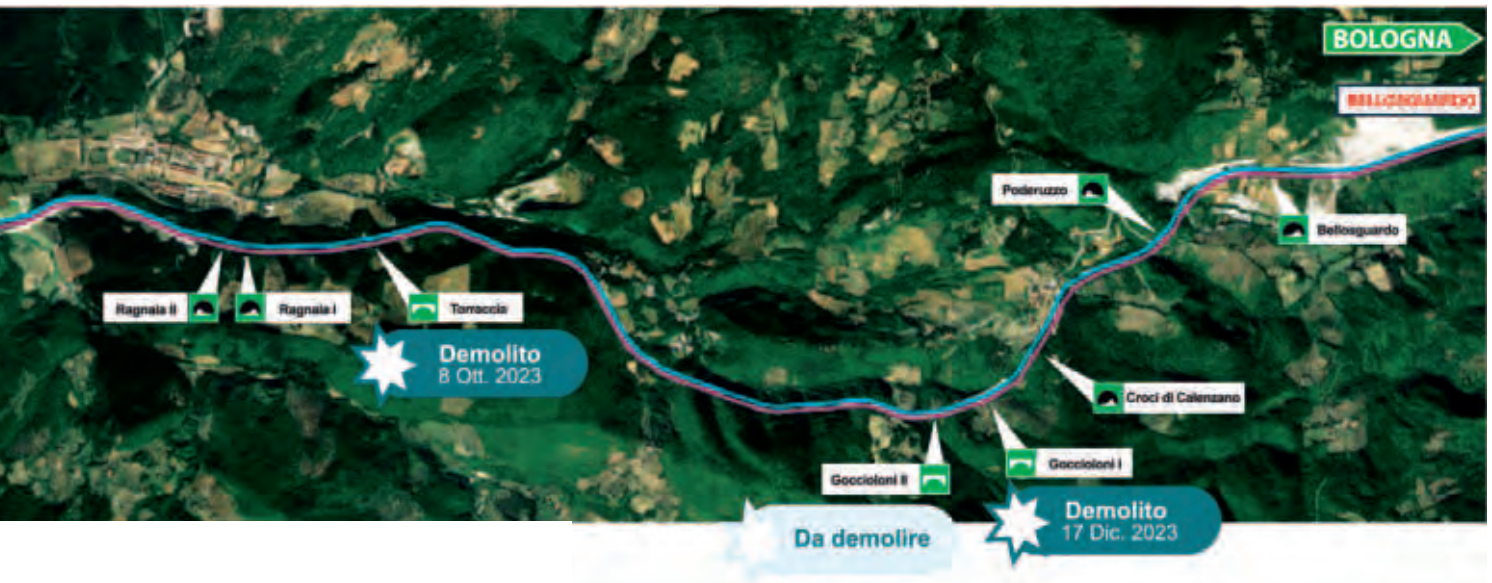 BOLOGNA
Poderuzzo
Bellosguardo
Ragnaia II
Ragnaia I
Torraccia
Demolito
8 Ott. 2023
Croci di Calenzano
Goccioloni II
Goccioloni I
Da demolire
Demolito
17 Dic. 2023